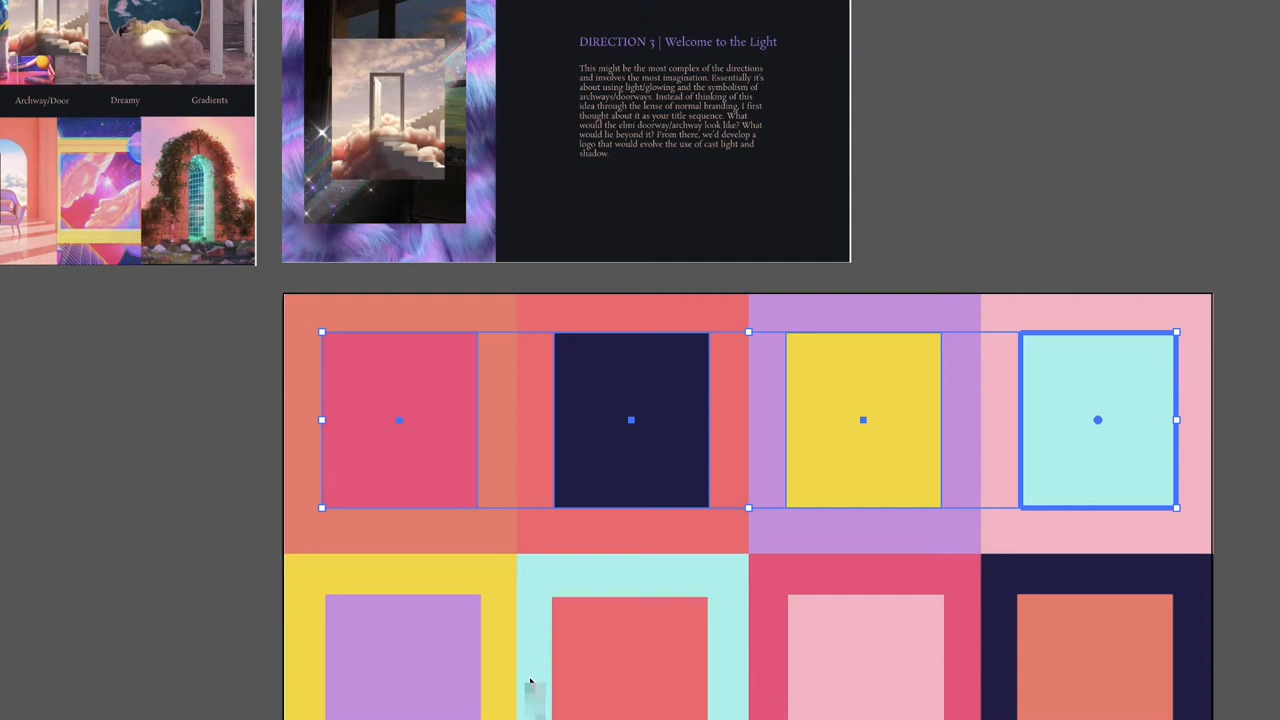 Archway/Door
Dreamy
Gradients
DIRECTION 3 | Welcome to the Light
This might be the most complex of the directions
and involves the most imagination. Essentially it's
about using light/glowing and the symbolism of
archways/doorways. Instead of thinking of this
idea through the lense of normal branding, I first
thought about it as your title sequence. What
would the elmi doorway/archway look like? What
would lie beyond it? From there, we'd develop a
logo that would evolve the use of cast light and
shadow.